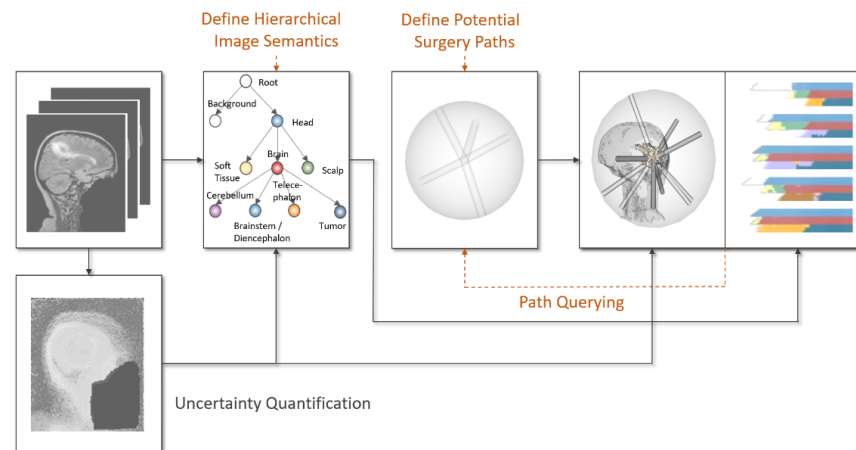 Define Hierarchical
Image Semantics
Define Potential
Surgery Paths
Root
Background
Head
Brain
Soft
Tissue
Scalp
Cerebellum
Telece-
phalon
Brainstem /
Diencephalon
Tumor
Path Querying
Uncertainty Quantification